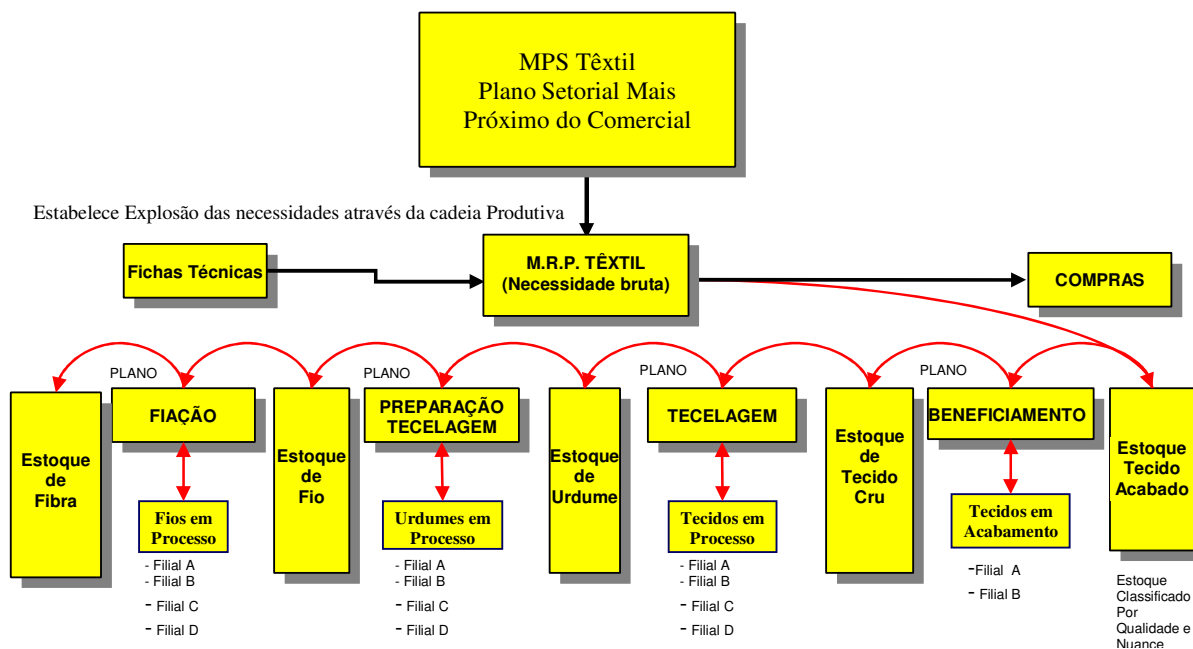 MPS Têxtil
Plano Setorial Mais
Próximo do Comercial
Estabelece Explosão das necessidades através da cadeia Produtiva
Fichas Técnicas
M.R.P. TÊXTIL
(Necessidade bruta)
COMPRAS
PLANO
PLANO
PLANO
PLANO
Estoque
de
Fibra
FIAÇÃO
Fios em
Processo
- Filial A
- Filial B
- Filial C
- Filial D
Estoque
de
Fio
PREPARAÇÃO
TECELAGEM
Urdumes em
Processo
- Filial A
- Filial B
- Filial C
- Filial D
Estoque
de
Urdume
TECELAGEM
Tecidos em
Processo
- Filial A
- Filial B
- Filial C
- Filial D
Estoque
de
Tecido
Cru
BENEFICIAMENTO
Tecidos em
Acabamento
-Filial A
- Filial B
Estoque
Tecido
Acabado
Estoque
Classificado
Por
Qualidade e
Nuance